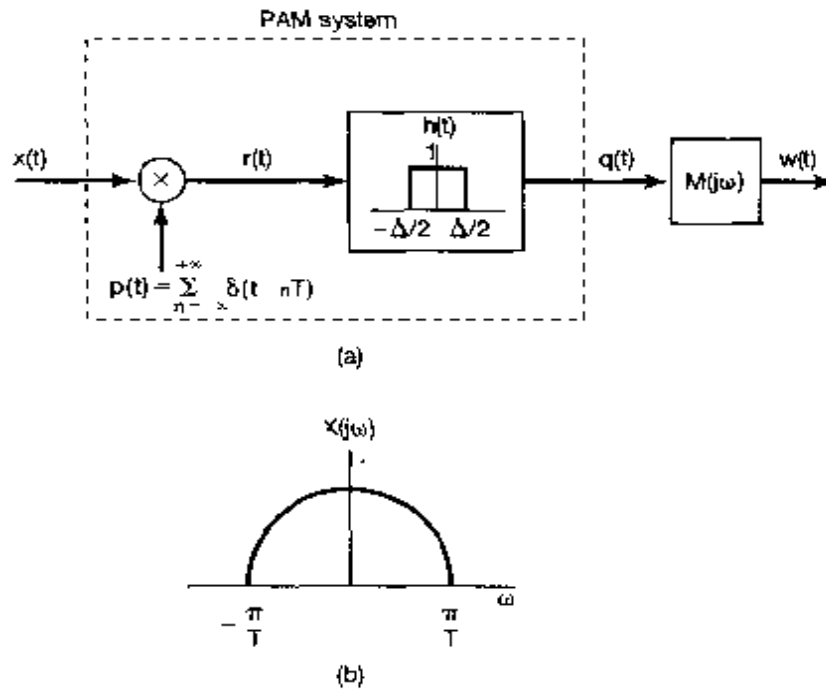 PAM system
x(t)
r(t)
h(t)
1
−Δ/2 Δ/2
q(t)
M(jω)
w(t)
×
+∞
p(t) = Σ δ(t nT)
(a)
X(jω)
− π/T
π/T
ω
(b)